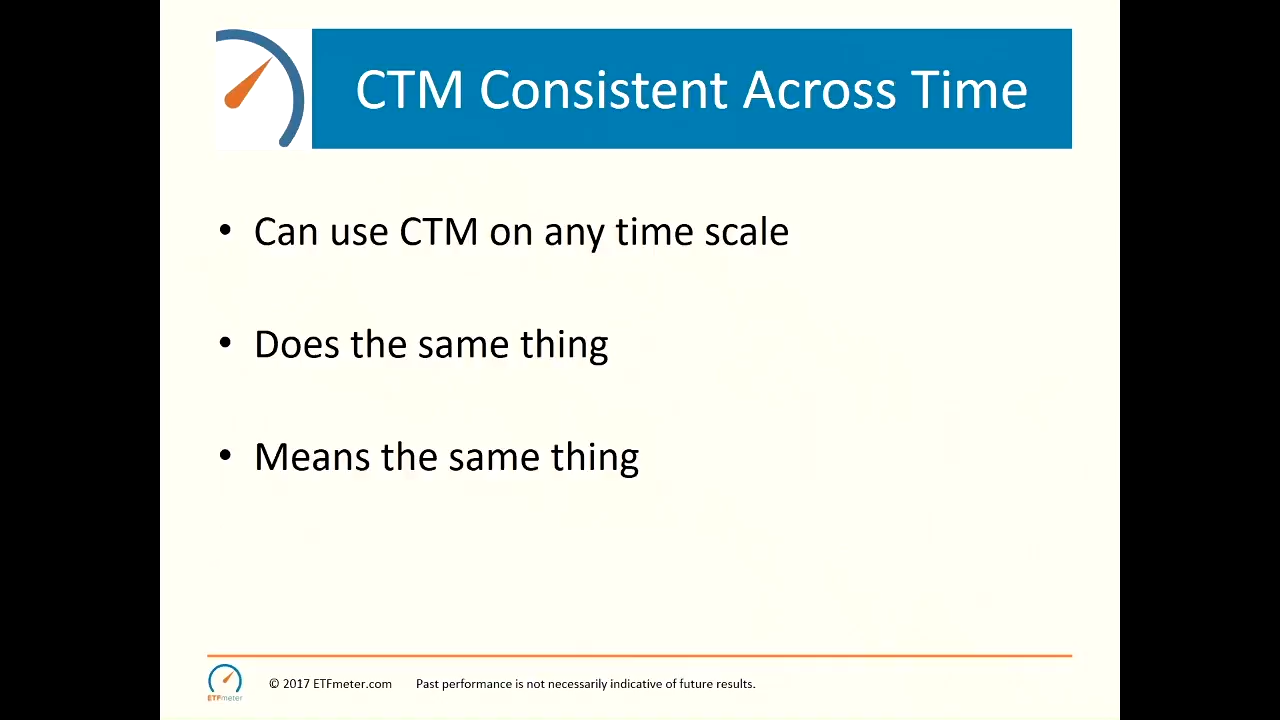 CTM Consistent Across Time
• Can use CTM on any time scale
• Does the same thing
• Means the same thing
ETFmeter
© 2017 ETFmeter.com Past performance is not necessarily indicative of future results.